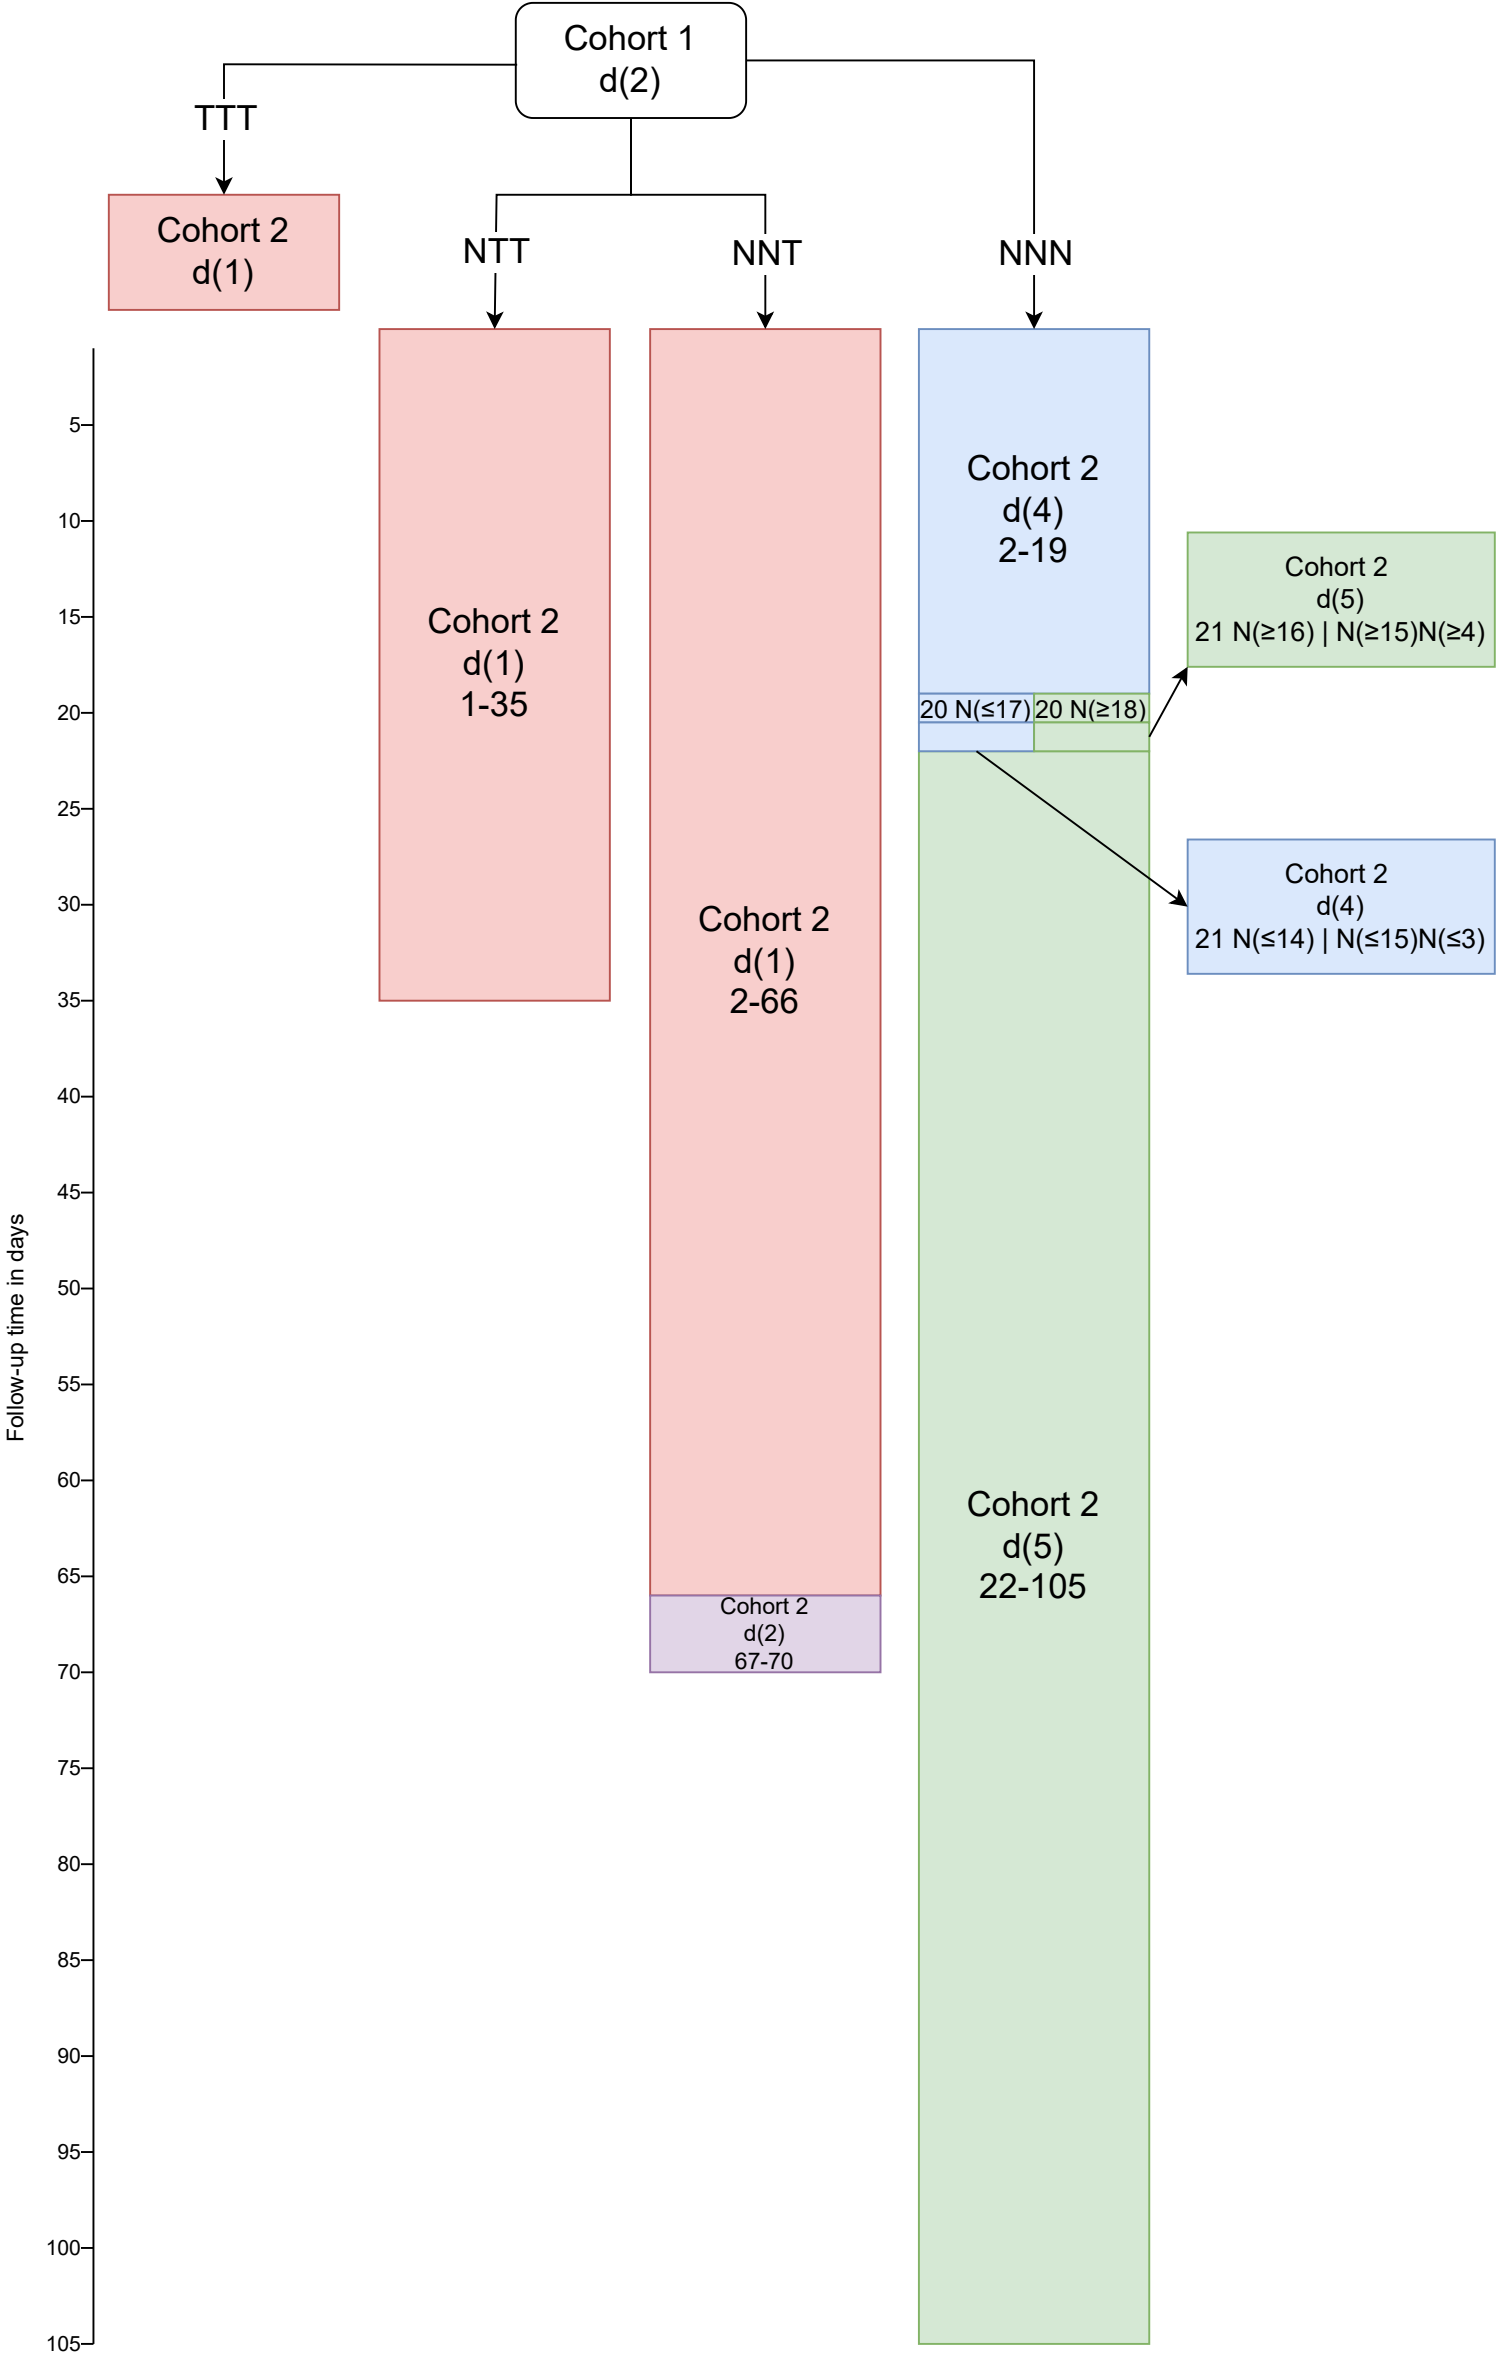 Cohort 1
d(2)
TTT
NTT
NNT
NNN
Cohort 2
d(1)
Cohort 2
d(1)
1-35
Cohort 2
d(1)
2-66
Cohort 2
d(2)
67-70
Cohort 2
d(4)
2-19
20 N(≤17)
20 N(≥18)
Cohort 2
d(5)
22-105
Cohort 2
d(5)
21 N(≥16) | N(≥15)N(≥4)
Cohort 2
d(4)
21 N(≤14) | N(≤15)N(≤3)
Follow-up time in days
5
10
15
20
25
30
35
40
45
50
55
60
65
70
75
80
85
90
95
100
105